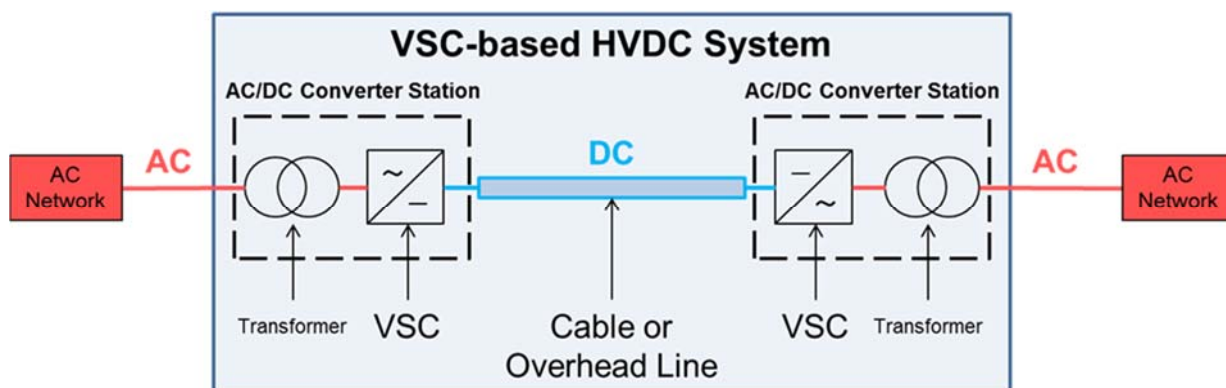 VSC-based HVDC System
AC/DC Converter Station
AC/DC Converter Station
AC
Network
AC
DC
AC
AC
Network
~
–
–
~
Transformer
VSC
Cable or
Overhead Line
VSC
Transformer